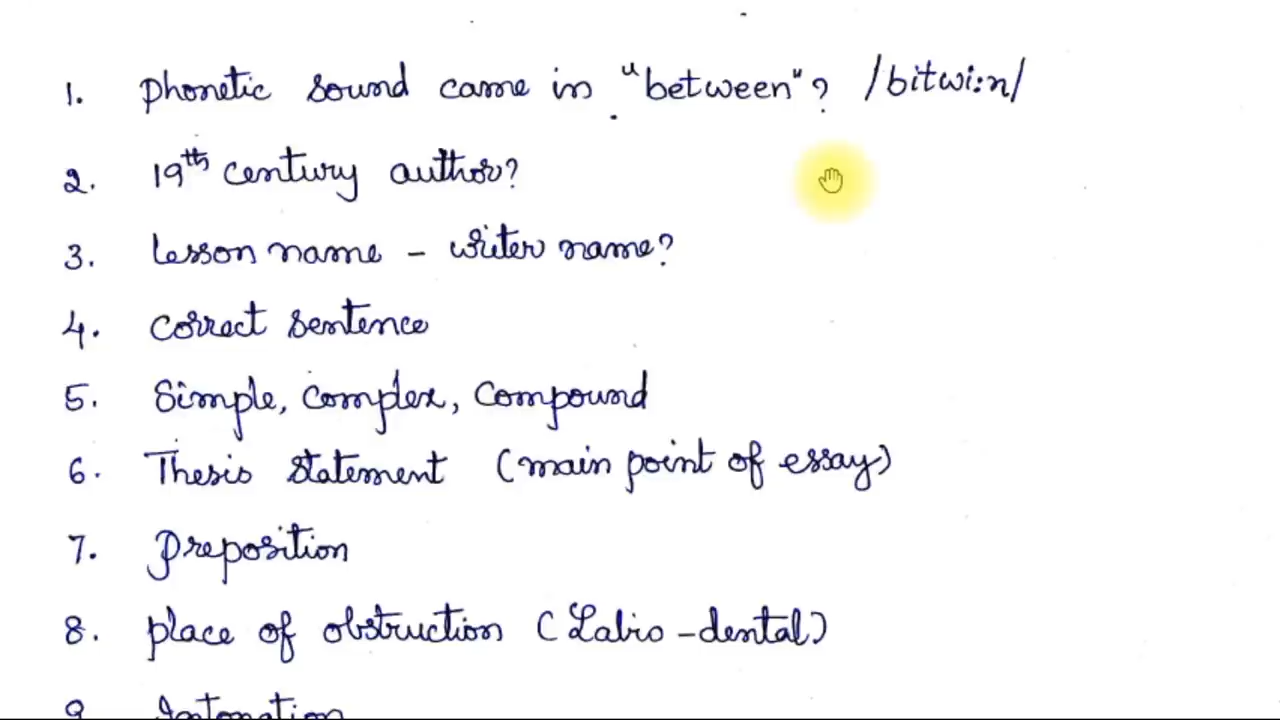 1. Phonetic sound came in "between"? /bitwi:n/
2. 19th century author?
3. Lesson name - writer name?
4. Correct sentence
5. Simple, complex, compound
6. Thesis statement (main point of essay)
7. Preposition
8. place of obstruction (Labio-dental)
9 Intonation